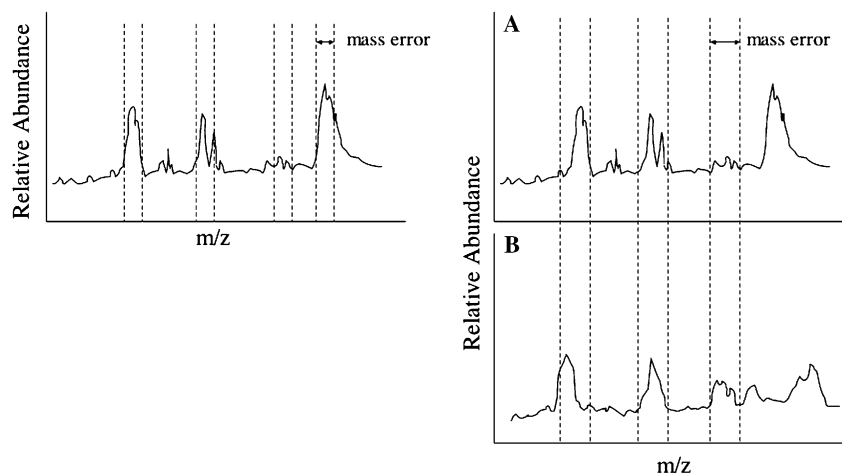 Relative Abundance
mass error
m/z
A
mass error
Relative Abundance
B
m/z